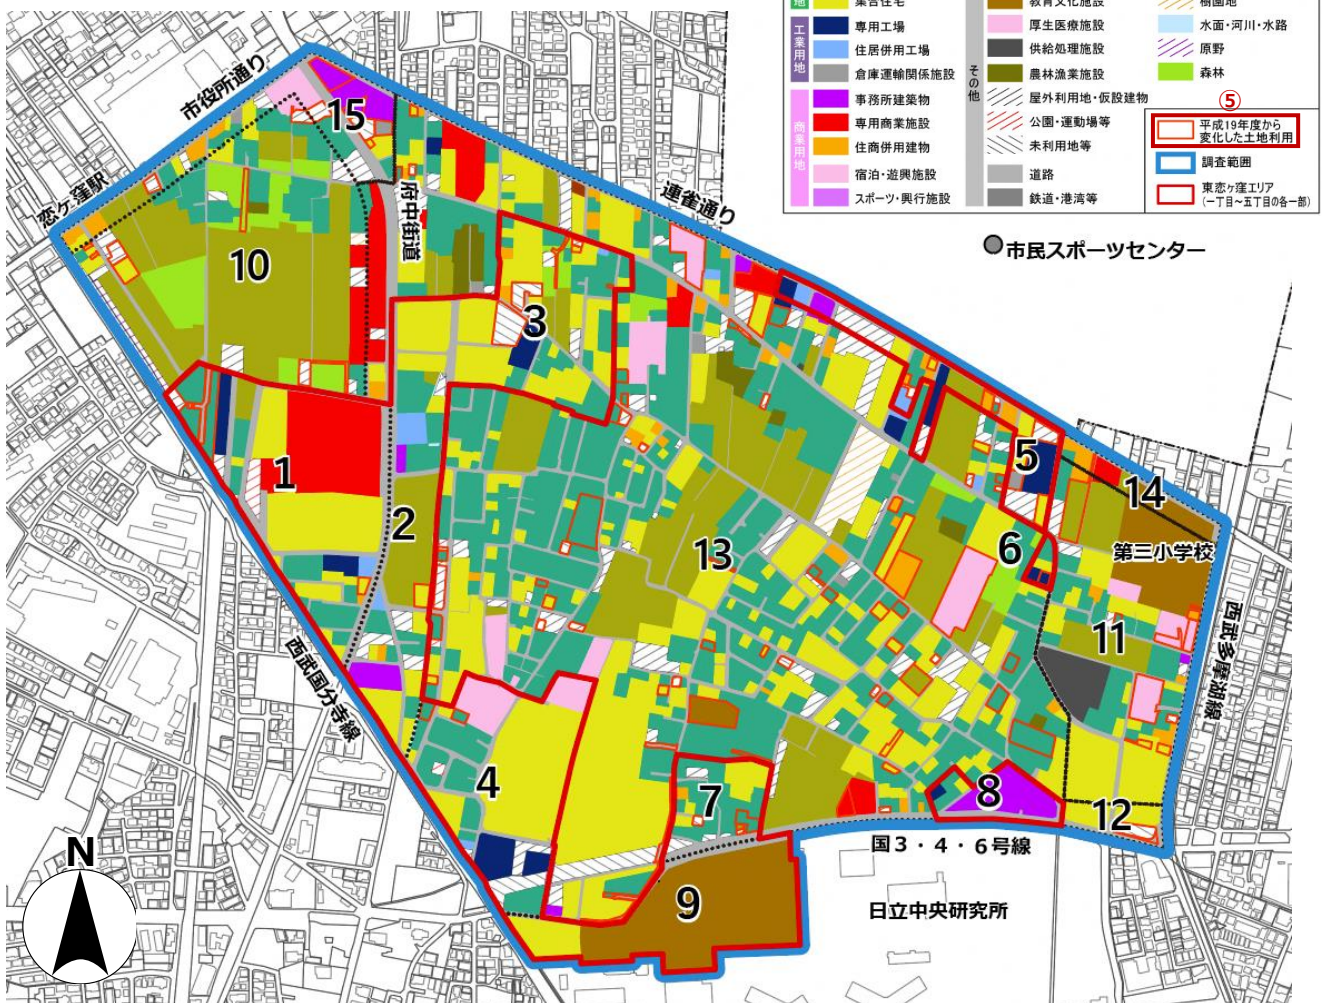 地
集合住宅
教育文化施設
樹園地
工業用地
専用工場
厚生医療施設
水面・河川・水路
住居併用工場
供給処理施設
原野
倉庫運輸関係施設
農林漁業施設
森林
その他
商業用地
事務所建築物
屋外利用地・仮設建物
⑤
専用商業施設
公園・運動場等
平成19年度から
変化した土地利用
住商併用建物
未利用地等
調査範囲
宿泊・遊興施設
道路
東恋ヶ窪エリア
(一丁目～五丁目の各一部)
スポーツ・興行施設
鉄道・港湾等
市役所通り
15
恋ヶ窪駅
府中街道
連雀通り
市民スポーツセンター
10
3
1
2
5
14
13
6
第三小学校
11
西武多摩湖線
西武国分寺線
4
7
8
12
国3・4・6号線
N
9
日立中央研究所